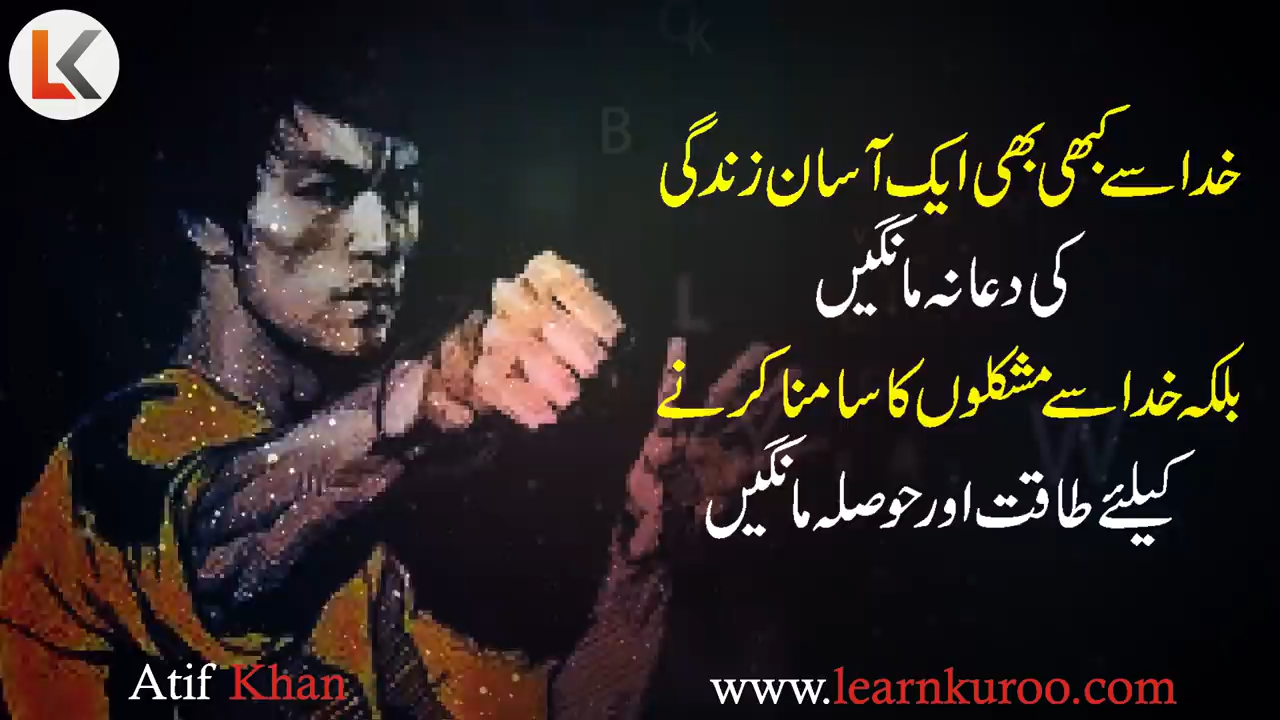 LK
خدا سے کبھی بھی ایک آسان زندگی
کی دعا نہ مانگیں
بلکہ خدا سے مشکلوں کا سامنا کرنے
کیلئے طاقت اور حوصلہ مانگیں
Atif Khan
www.learnkuroo.com